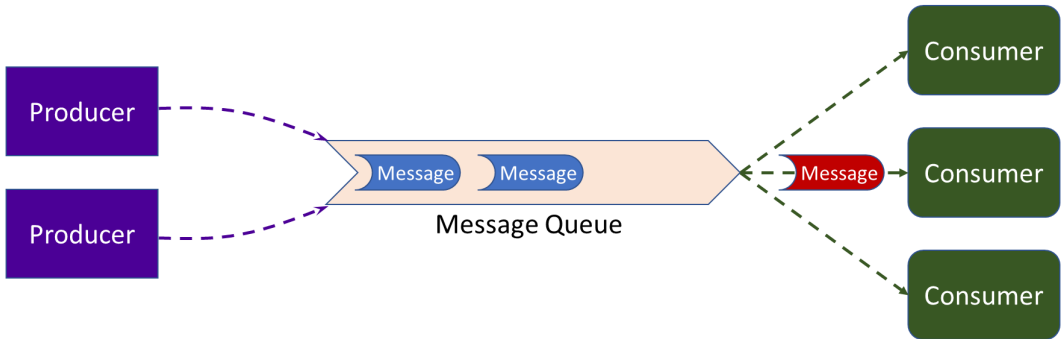 Producer
Producer
Message
Message
Message Queue
Message
Consumer
Consumer
Consumer